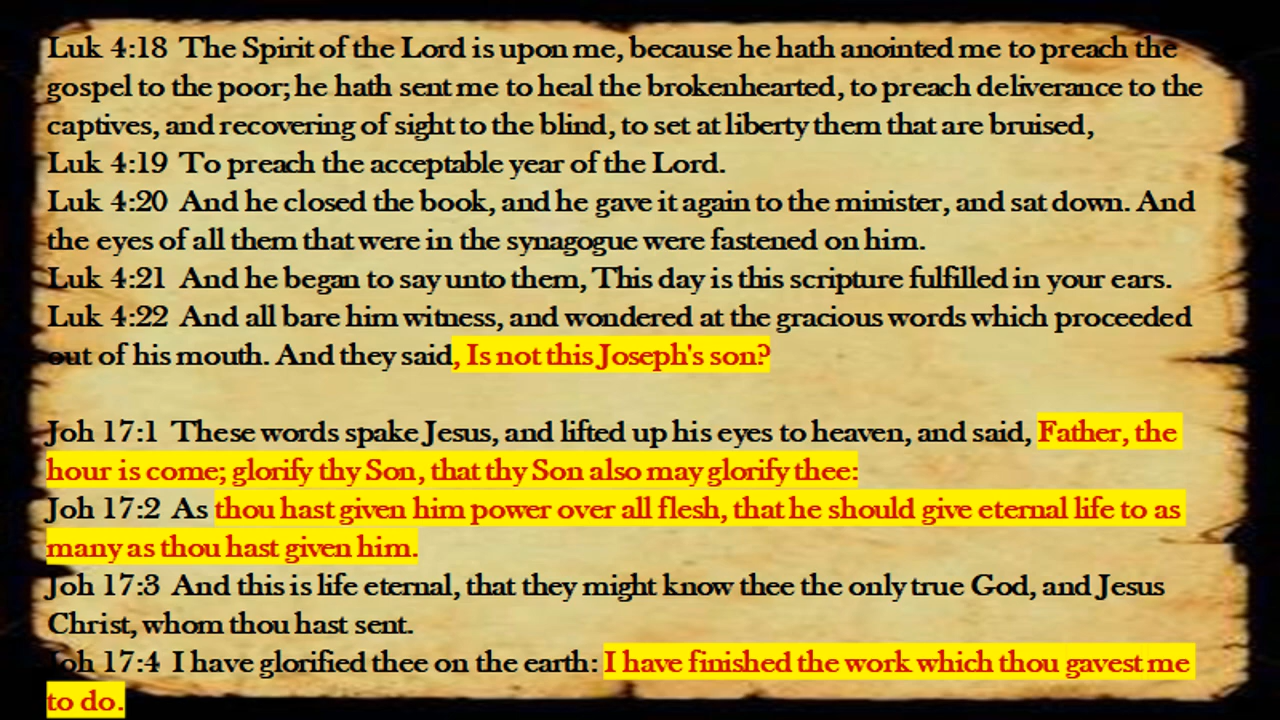 Luk 4:18  The Spirit of the Lord is upon me, because he hath anointed me to preach the
gospel to the poor; he hath sent me to heal the brokenhearted, to preach deliverance to the
captives, and recovering of sight to the blind, to set at liberty them that are bruised,
Luk 4:19  To preach the acceptable year of the Lord.
Luk 4:20  And he closed the book, and he gave it again to the minister, and sat down. And
the eyes of all them that were in the synagogue were fastened on him.
Luk 4:21  And he began to say unto them, This day is this scripture fulfilled in your ears.
Luk 4:22  And all bare him witness, and wondered at the gracious words which proceeded
out of his mouth. And they said, Is not this Joseph's son?
Joh 17:1  These words spake Jesus, and lifted up his eyes to heaven, and said, Father, the
hour is come; glorify thy Son, that thy Son also may glorify thee:
Joh 17:2  As thou hast given him power over all flesh, that he should give eternal life to as
many as thou hast given him.
Joh 17:3  And this is life eternal, that they might know thee the only true God, and Jesus
Christ, whom thou hast sent.
Joh 17:4  I have glorified thee on the earth: I have finished the work which thou gavest me
to do.